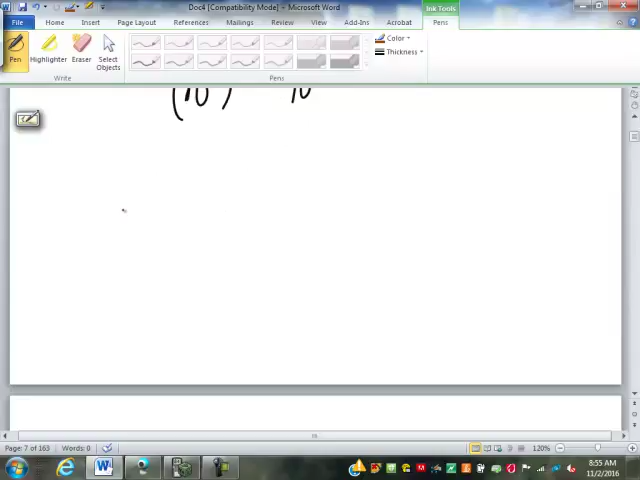 Doc4 [Compatibility Mode] - Microsoft Word
Ink Tools
File Home Insert Page Layout References Mailings Review View Add-Ins Acrobat Pens
Pen Highlighter Eraser Select Objects
Color
Thickness
Write
Pens
(10) 10
Page: 7 of 163 Words: 0 120%
8:55 AM
11/2/2016